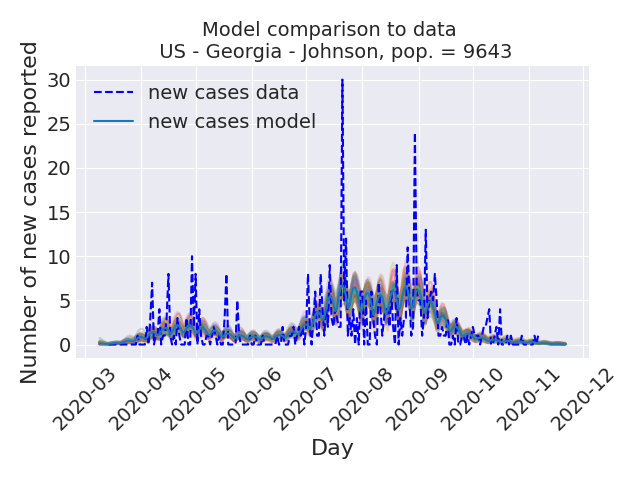 Model comparison to data
US - Georgia - Johnson, pop. = 9643
Number of new cases reported
30
25
20
15
10
5
0
new cases data
new cases model
2020-03
2020-04
2020-05
2020-06
2020-07
2020-08
2020-09
2020-10
2020-11
2020-12
Day